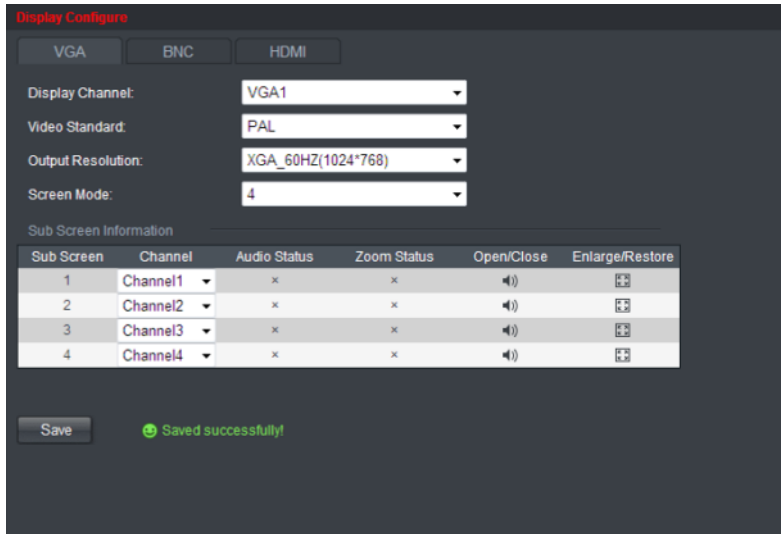 Display Configure
VGA BNC HDMI
Display Channel: VGA1
Video Standard: PAL
Output Resolution: XGA_60HZ(1024*768)
Screen Mode: 4
Sub Screen Information
Sub Screen Channel Audio Status Zoom Status Open/Close Enlarge/Restore
1 Channel1 × ×
2 Channel2 × ×
3 Channel3 × ×
4 Channel4 × ×
Save Saved successfully!